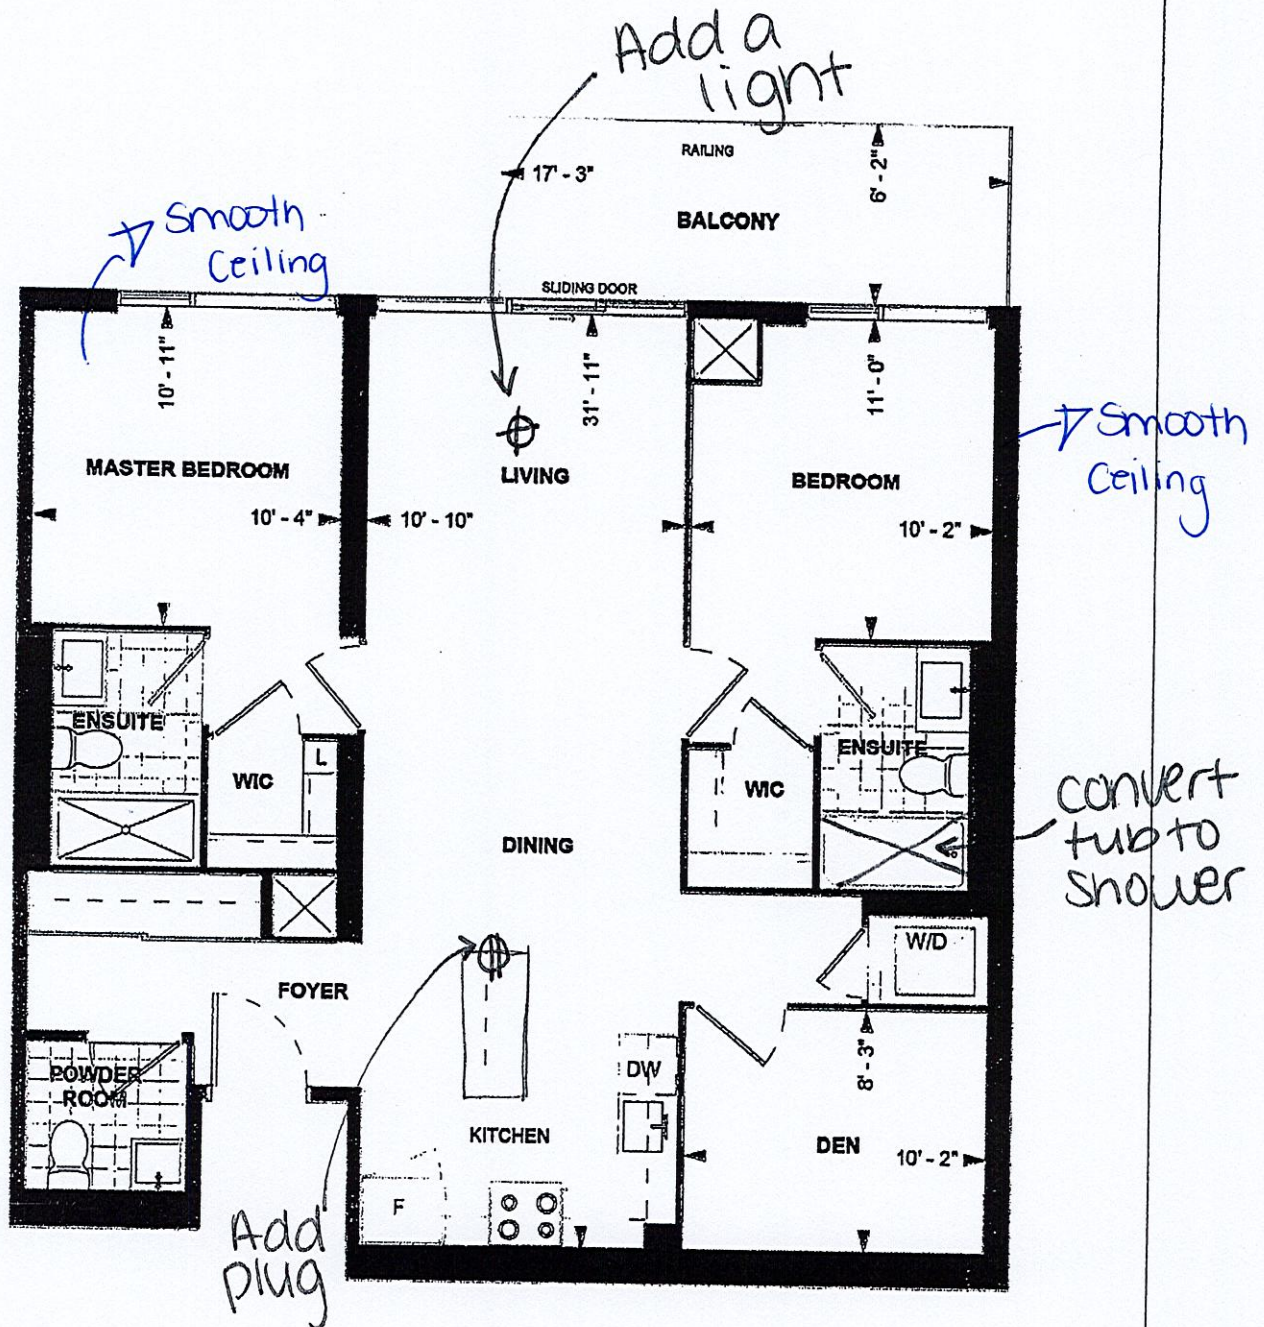 Add a
light
RAILING
17' - 3"
6' - 2"
BALCONY
Smooth
Ceiling
SLIDING DOOR
10' - 11"
31' - 11"
11' - 0"
Smooth
Ceiling
MASTER BEDROOM
LIVING
BEDROOM
10' - 4"
10' - 10"
10' - 2"
ENSUITE
ENSUITE
L
WIC
WIC
convert
tub to
shower
DINING
W/D
FOYER
POWDER
ROOM
DW
8' - 3"
KITCHEN
DEN
10' - 2"
F
Add
plug